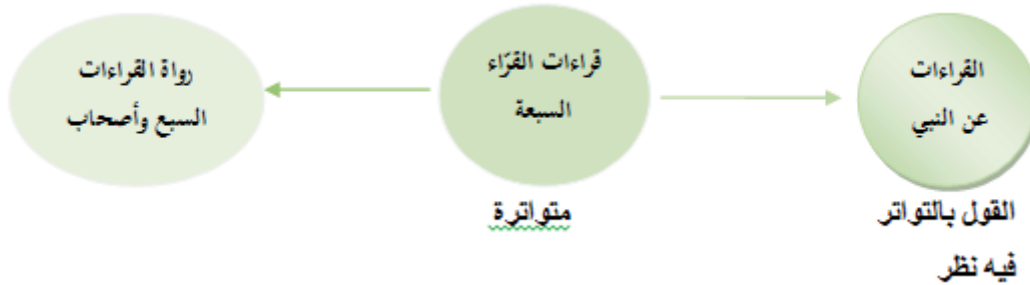 القراءات
عن النبي
القول بالتواتر
فيه نظر
قراءات القرّاء
السبعة
متواترة
رواة القراءات
السبع وأصحاب